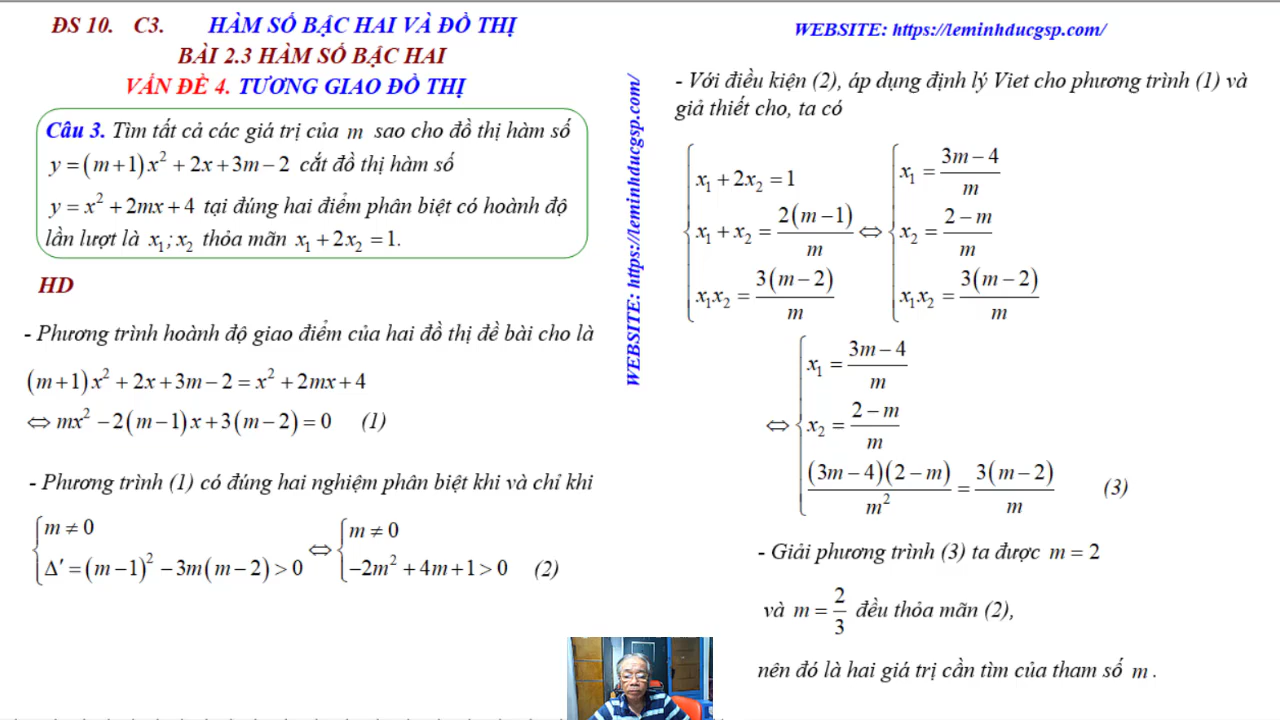 ĐS 10. C3. HÀM SỐ BẬC HAI VÀ ĐỒ THỊ
BÀI 2.3 HÀM SỐ BẬC HAI
VẤN ĐỀ 4. TƯƠNG GIAO ĐỒ THỊ
Câu 3. Tìm tất cả các giá trị của m sao cho đồ thị hàm số
y = (m+1)x² + 2x + 3m − 2 cắt đồ thị hàm số
y = x² + 2mx + 4 tại đúng hai điểm phân biệt có hoành độ
lần lượt là x₁; x₂ thỏa mãn x₁ + 2x₂ = 1.
HD
- Phương trình hoành độ giao điểm của hai đồ thị đề bài cho là
(m+1)x² + 2x + 3m − 2 = x² + 2mx + 4
⇔ mx² − 2(m−1)x + 3(m−2) = 0 (1)
- Phương trình (1) có đúng hai nghiệm phân biệt khi và chỉ khi
{ m ≠ 0 ; Δ′ = (m−1)² − 3m(m−2) > 0 ⇔ { m ≠ 0 ; −2m² + 4m + 1 > 0 (2)
WEBSITE: https://leminhducgsp.com/
WEBSITE: https://leminhducgsp.com/ WEBSITE: https://leminhducgsp.com/
- Với điều kiện (2), áp dụng định lý Viet cho phương trình (1) và
giả thiết cho, ta có
{ x₁ + 2x₂ = 1 ; x₁ + x₂ = 2(m−1)/m ; x₁x₂ = 3(m−2)/m ⇔ { x₁ = (3m−4)/m ; x₂ = (2−m)/m ; x₁x₂ = 3(m−2)/m
⇔ { x₁ = (3m−4)/m ; x₂ = (2−m)/m ; (3m−4)(2−m)/m² = 3(m−2)/m (3)
- Giải phương trình (3) ta được m = 2
và m = 2/3 đều thỏa mãn (2),
nên đó là hai giá trị cần tìm của tham số m.